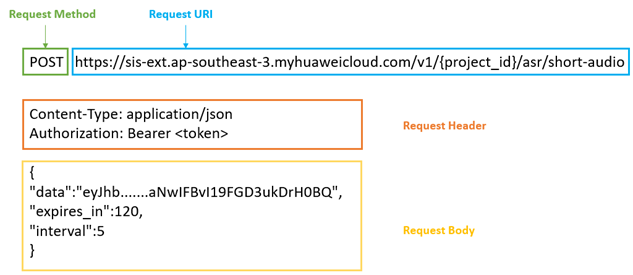 Request Method Request URI
POST https://sis-ext.ap-southeast-3.myhuaweicloud.com/v1/{project_id}/asr/short-audio
Content-Type: application/json
Authorization: Bearer <token>
Request Header
{
"data":"eyJhb.......aNwIFBvI19FGD3ukDrH0BQ",
"expires_in":120,
"interval":5
}
Request Body